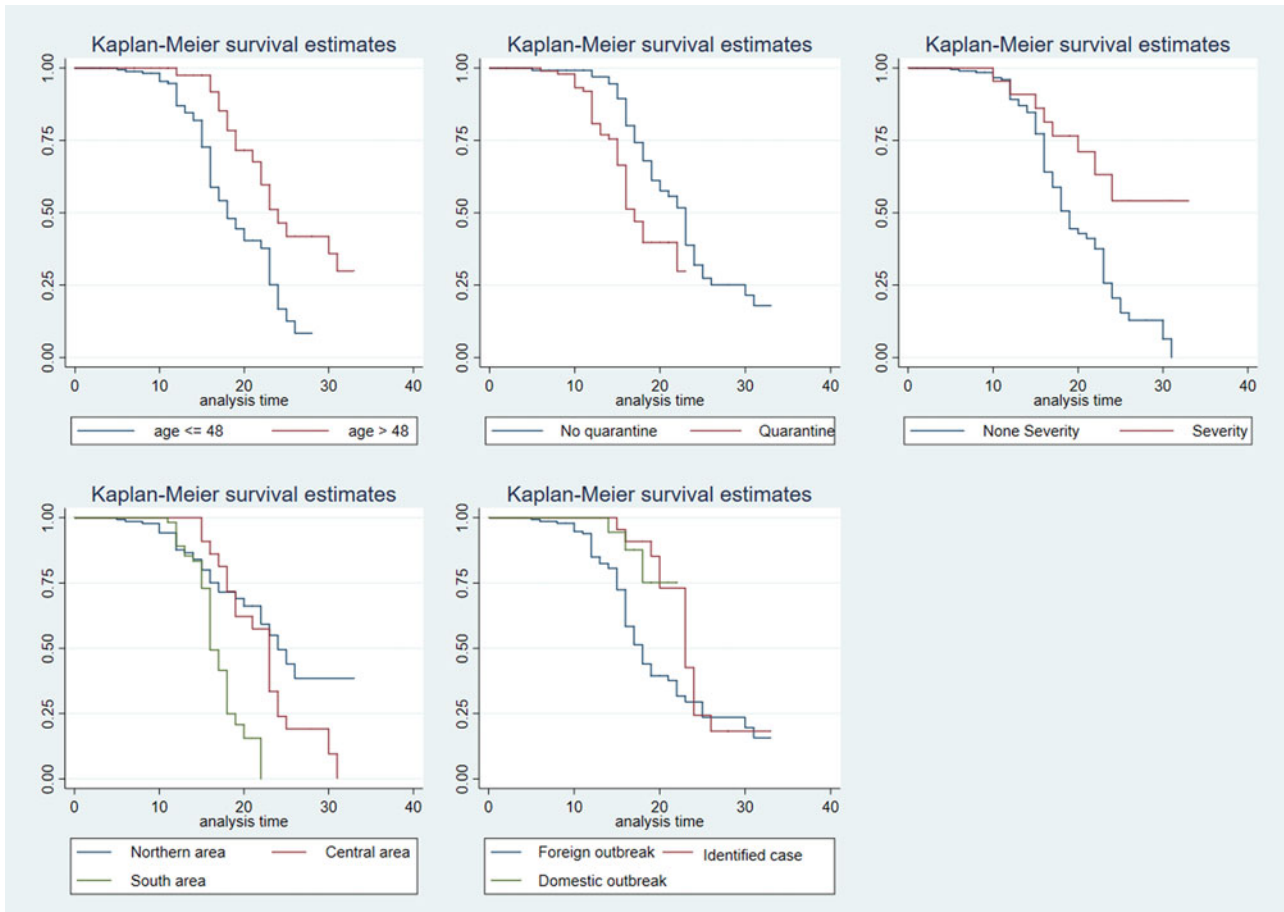 Kaplan-Meier survival estimates
1.00
0.75
0.50
0.25
0.00
0 10 20 30 40
analysis time
age <= 48 age > 48
Kaplan-Meier survival estimates
1.00
0.75
0.50
0.25
0.00
0 10 20 30 40
analysis time
No quarantine Quarantine
Kaplan-Meier survival estimates
1.00
0.75
0.50
0.25
0.00
0 10 20 30 40
analysis time
None Severity Severity
Kaplan-Meier survival estimates
1.00
0.75
0.50
0.25
0.00
0 10 20 30 40
analysis time
Northern area Central area
South area
Kaplan-Meier survival estimates
1.00
0.75
0.50
0.25
0.00
0 10 20 30 40
analysis time
Foreign outbreak Identified case
Domestic outbreak